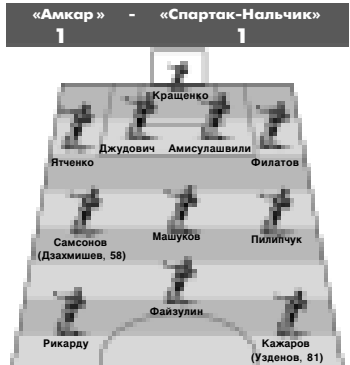 «Амкар» - «Спартак-Нальчик»
1 1
Кращенко
Джудович Амисулашвили
Ятченко Филатов
Самсонов Машуков Пилипчук
(Дзахмишев, 58)
Файзулин
Рикарду Кажаров
(Узденов, 81)